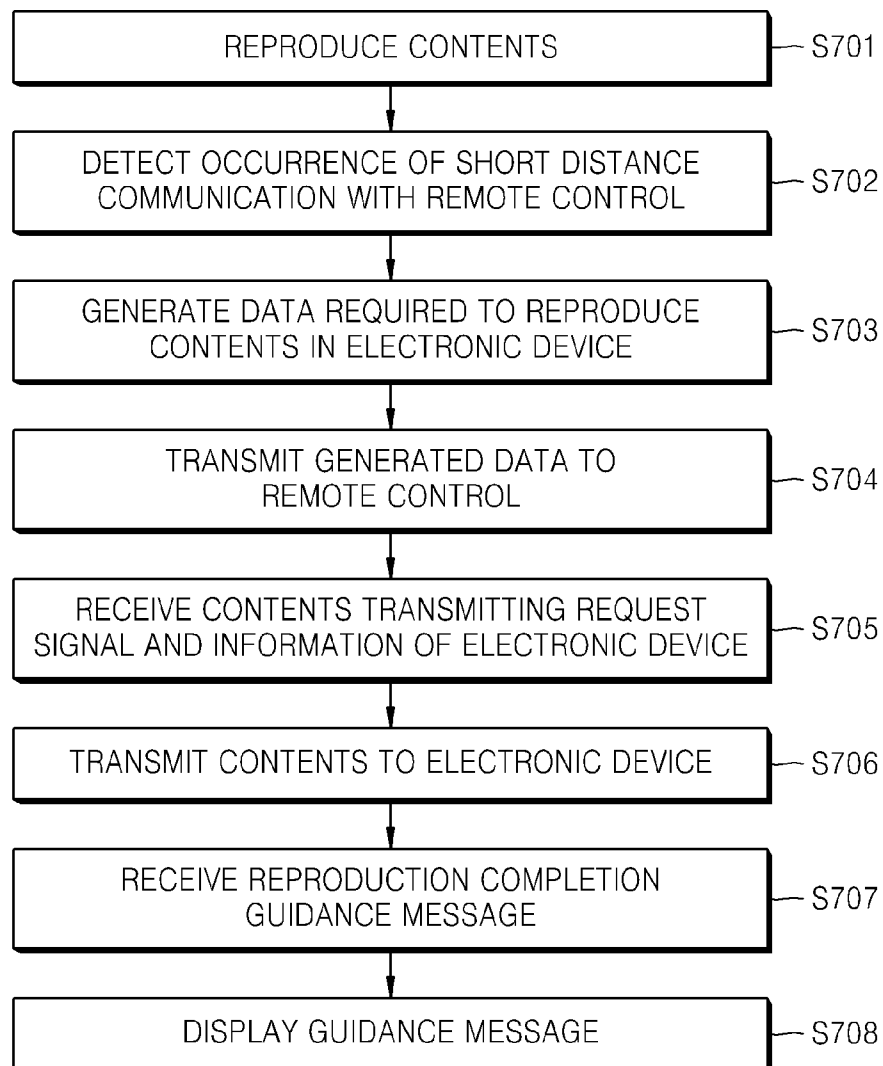 REPRODUCE CONTENTS
S701
DETECT OCCURRENCE OF SHORT DISTANCE
COMMUNICATION WITH REMOTE CONTROL
S702
GENERATE DATA REQUIRED TO REPRODUCE
CONTENTS IN ELECTRONIC DEVICE
S703
TRANSMIT GENERATED DATA TO
REMOTE CONTROL
S704
RECEIVE CONTENTS TRANSMITTING REQUEST
SIGNAL AND INFORMATION OF ELECTRONIC DEVICE
S705
TRANSMIT CONTENTS TO ELECTRONIC DEVICE
S706
RECEIVE REPRODUCTION COMPLETION
GUIDANCE MESSAGE
S707
DISPLAY GUIDANCE MESSAGE
S708